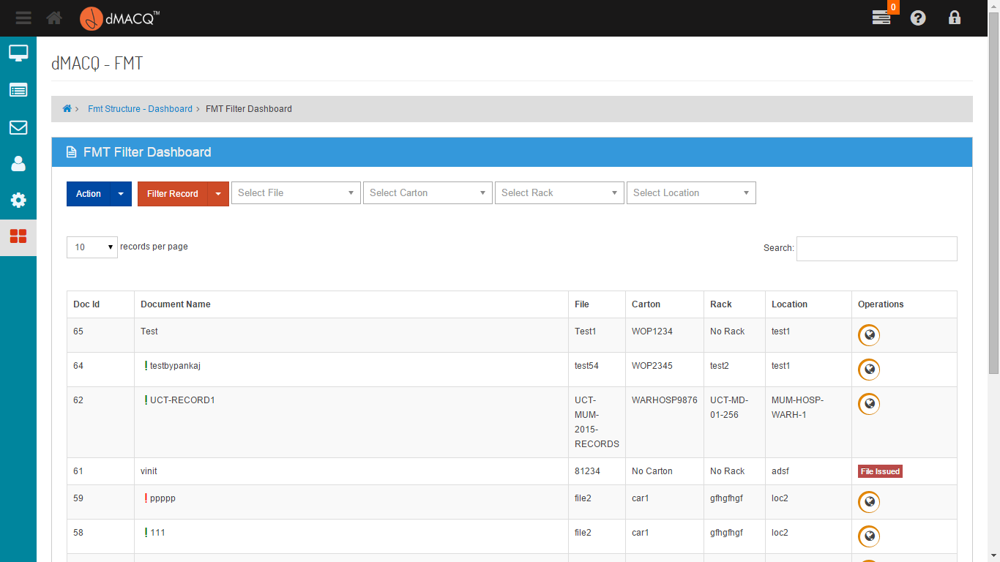 0
dMACQ™
dMACQ - FMT
> Fmt Structure - Dashboard > FMT Filter Dashboard
FMT Filter Dashboard
Action Filter Record Select File Select Carton Select Rack Select Location
10 records per page Search:
Doc Id Document Name File Carton Rack Location Operations
65 Test Test1 WOP1234 No Rack test1
64 !testbypankaj test54 WOP2345 test2 test1
62 !UCT-RECORD1 UCT- WARHOSP9876 UCT-MD- MUM-HOSP-
MUM- 01-256 WARH-1
2015-
RECORDS
61 vinit 81234 No Carton No Rack adsf File Issued
59 !ppppp file2 car1 gfhgfhgf loc2
58 !111 file2 car1 gfhgfhgf loc2